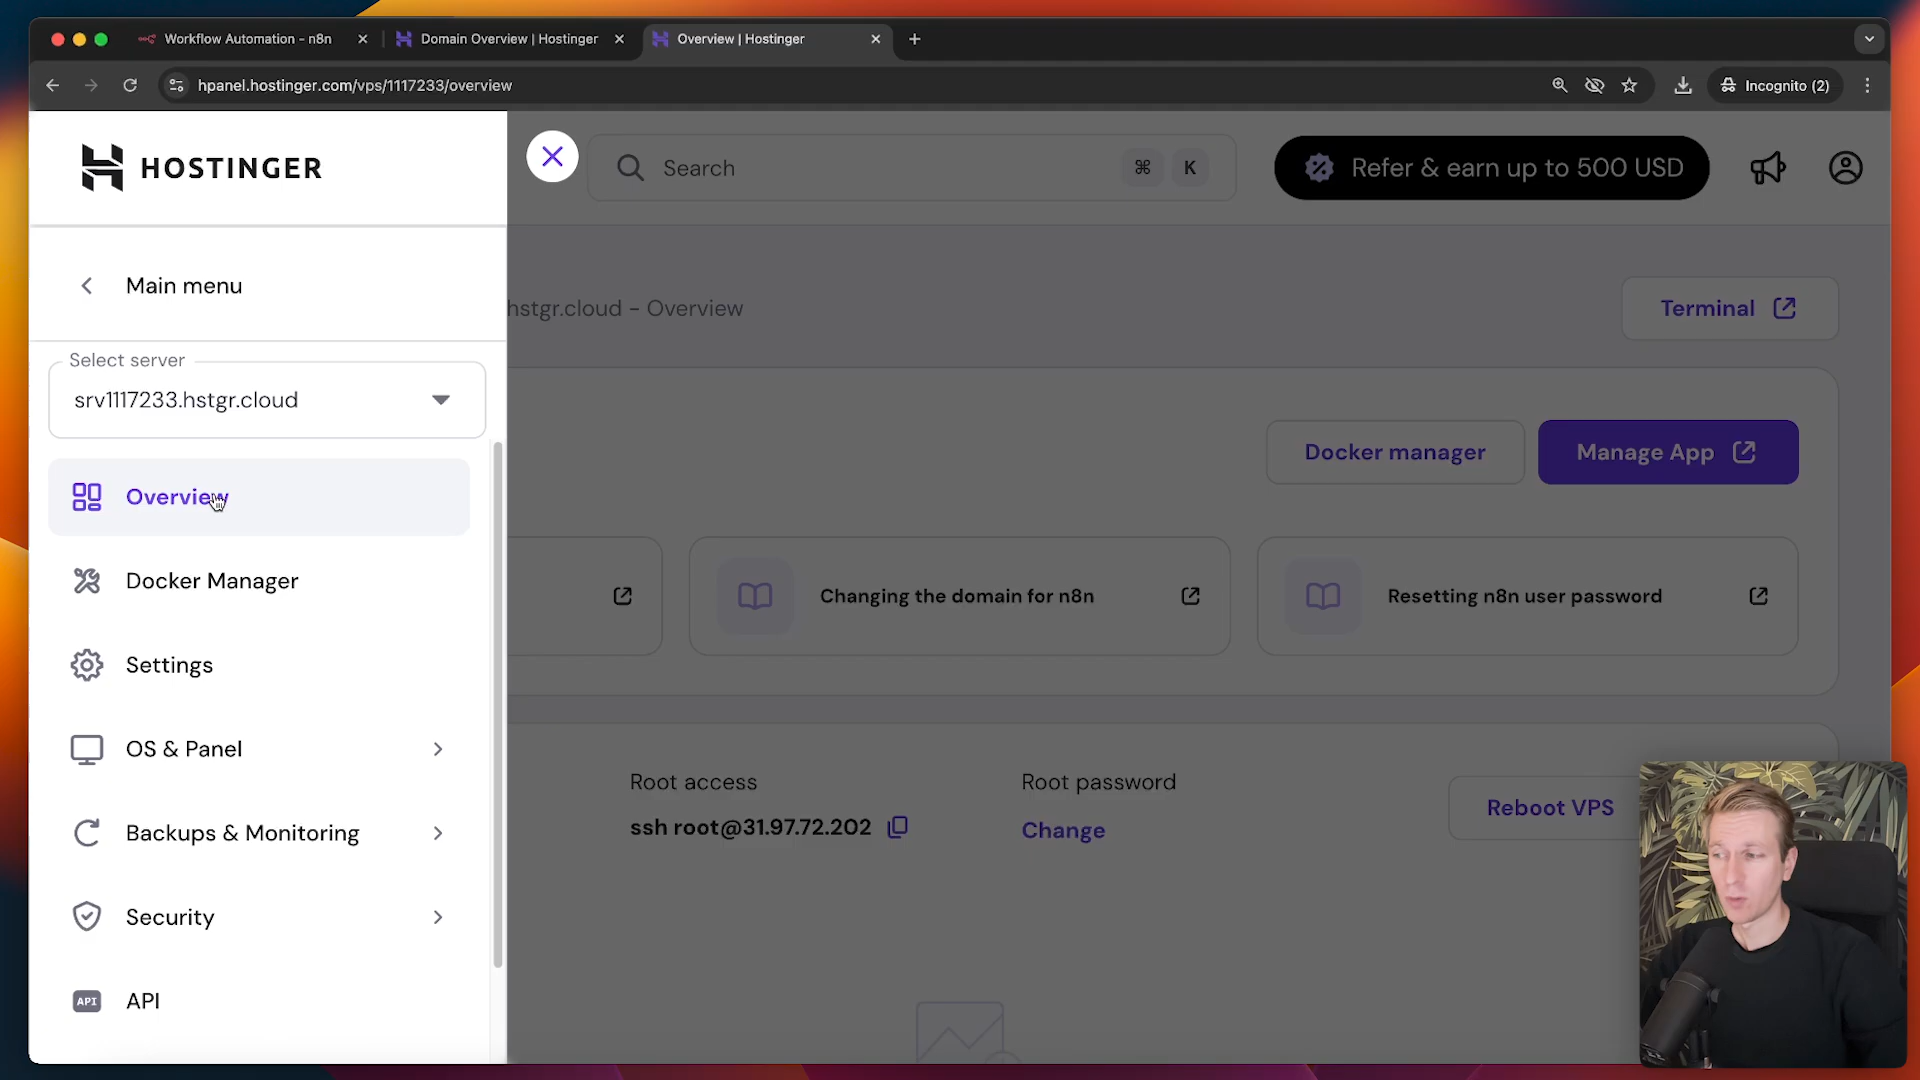 Workflow Automation - n8n
Domain Overview | Hostinger
Overview | Hostinger
hpanel.hostinger.com/vps/1117233/overview
Incognito (2)
HOSTINGER
Search
⌘ K
Refer & earn up to 500 USD
Main menu
hstgr.cloud - Overview
Terminal
Select server
srv1117233.hstgr.cloud
Docker manager
Manage App
Overview
Docker Manager
Changing the domain for n8n
Resetting n8n user password
Settings
OS & Panel
Root access
Root password
ssh root@31.97.72.202
Change
Reboot VPS
Backups & Monitoring
Security
API
API